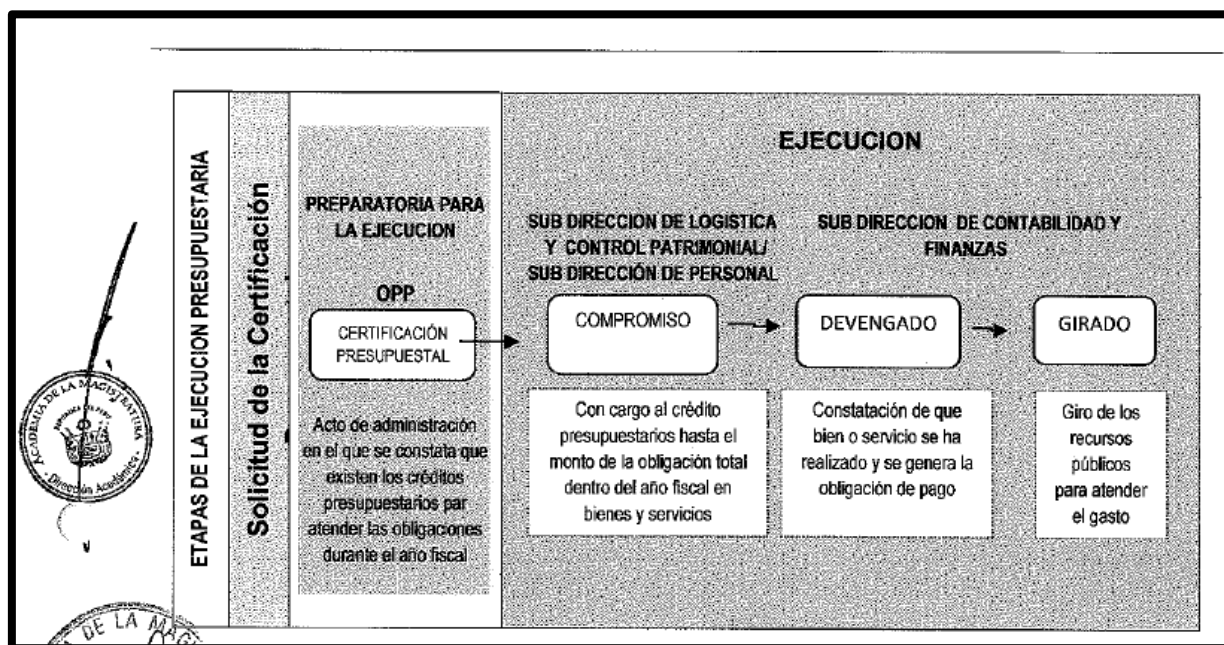 ETAPAS DE LA EJECUCION PRESUPUESTARIA
Solicitud de la Certificación
PREPARATORIA PARA
LA EJECUCION
OPP
CERTIFICACIÓN
PRESUPUESTAL
Acto de administración
en el que se constata que
existen los créditos
presupuestarios par
atender las obligaciones
durante el año fiscal
EJECUCION
SUB DIRECCION DE LOGISTICA
Y CONTROL PATRIMONIAL/
SUB DIRECCIÓN DE PERSONAL
COMPROMISO
Con cargo al crédito
presupuestarios hasta el
monto de la obligación total
dentro del año fiscal en
bienes y servicios
SUB DIRECCION DE CONTABILIDAD Y
FINANZAS
DEVENGADO
Constatación de que
bien o servicio se ha
realizado y se genera la
obligación de pago
GIRADO
Giro de los
recursos
públicos
para atender
el gasto
ACADEMIA DE LA MAGISTRATURA
Dirección Académica
DE LA